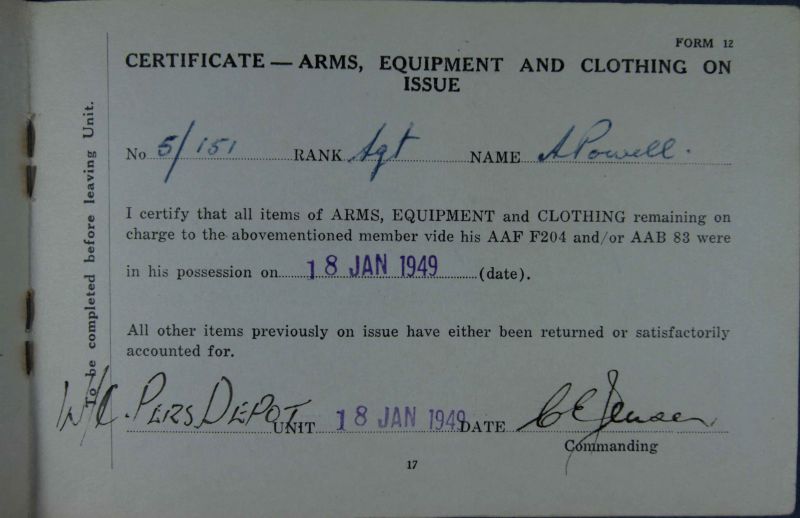 FORM 12
CERTIFICATE — ARMS, EQUIPMENT AND CLOTHING ON
ISSUE
No 5/151 RANK Sgt NAME A Powell.
I certify that all items of ARMS, EQUIPMENT and CLOTHING remaining on
charge to the abovementioned member vide his AAF F204 and/or AAB 83 were
in his possession on 18 JAN 1949 (date).
All other items previously on issue have either been returned or satisfactorily
accounted for.
W/C. PERS DEPOT UNIT 18 JAN 1949 DATE C E Jensen
Commanding
17
To be completed before leaving Unit.